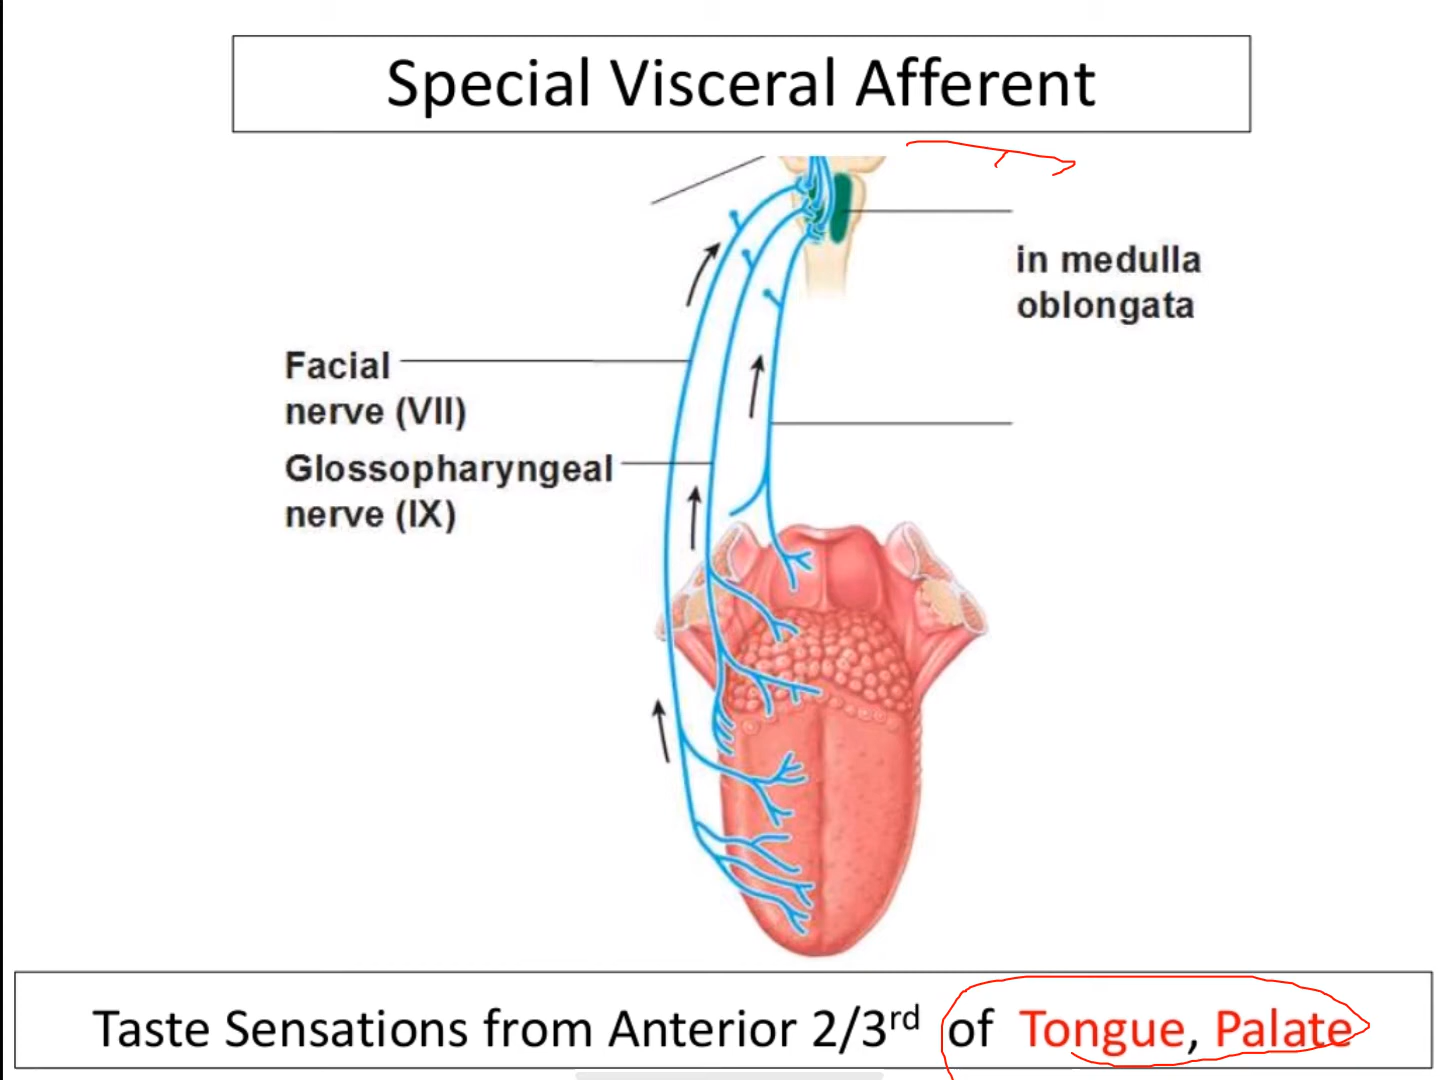 Special Visceral Afferent
in medulla
oblongata
Facial
nerve (VII)
Glossopharyngeal
nerve (IX)
Taste Sensations from Anterior 2/3rd of Tongue, Palate